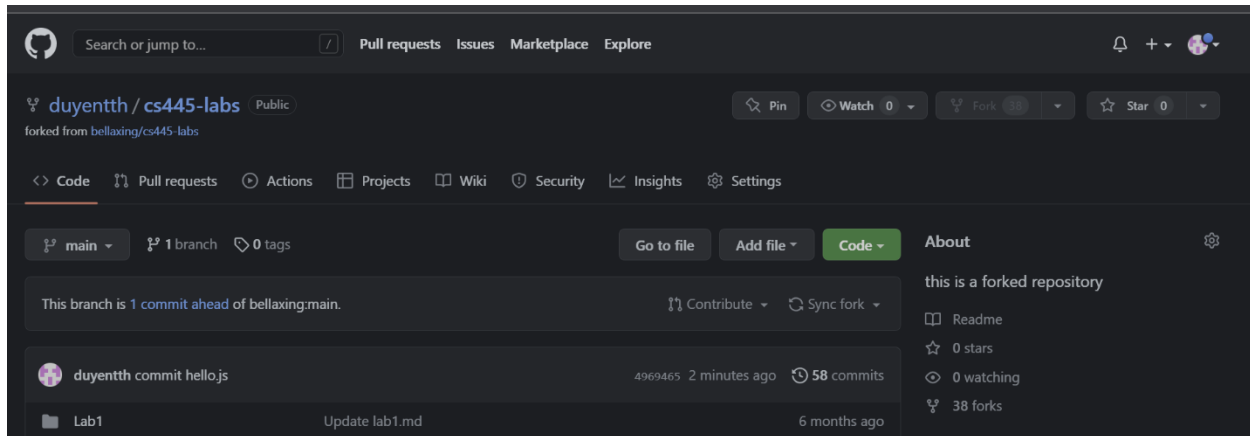 Search or jump to... / Pull requests Issues Marketplace Explore
duyentth / cs445-labs Public Pin Watch 0 Fork 38 Star 0
forked from bellaxing/cs445-labs
<> Code Pull requests Actions Projects Wiki Security Insights Settings
main 1 branch 0 tags Go to file Add file Code About
This branch is 1 commit ahead of bellaxing:main. Contribute Sync fork
this is a forked repository
Readme
0 stars
duyentth commit hello.js 4969465 2 minutes ago 58 commits
0 watching
38 forks
Lab1 Update lab1.md 6 months ago